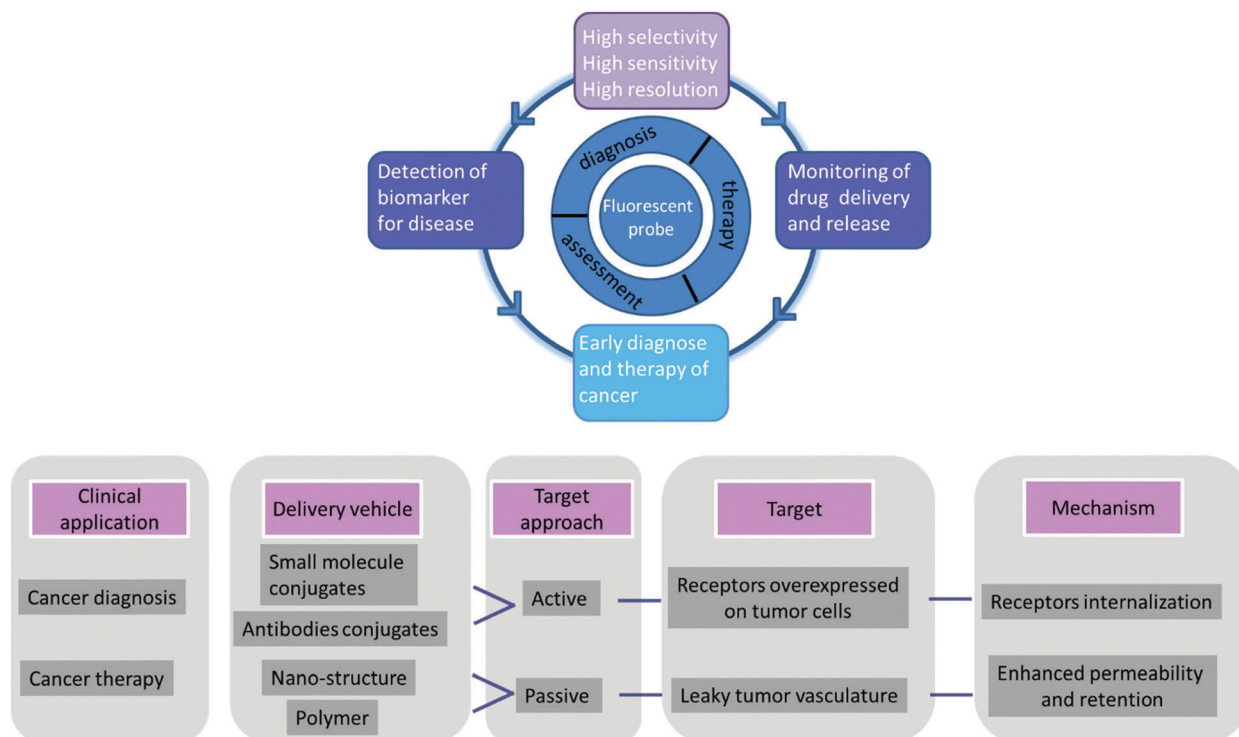 High selectivity
High sensitivity
High resolution
Detection of
biomarker
for disease
diagnosis
therapy
assessment
Fluorescent
probe
Monitoring of
drug delivery
and release
Early diagnose
and therapy of
cancer
Clinical
application
Cancer diagnosis
Cancer therapy
Delivery vehicle
Small molecule
conjugates
Antibodies conjugates
Nano-structure
Polymer
Target
approach
Active
Passive
Target
Receptors overexpressed
on tumor cells
Leaky tumor vasculature
Mechanism
Receptors internalization
Enhanced permeability
and retention